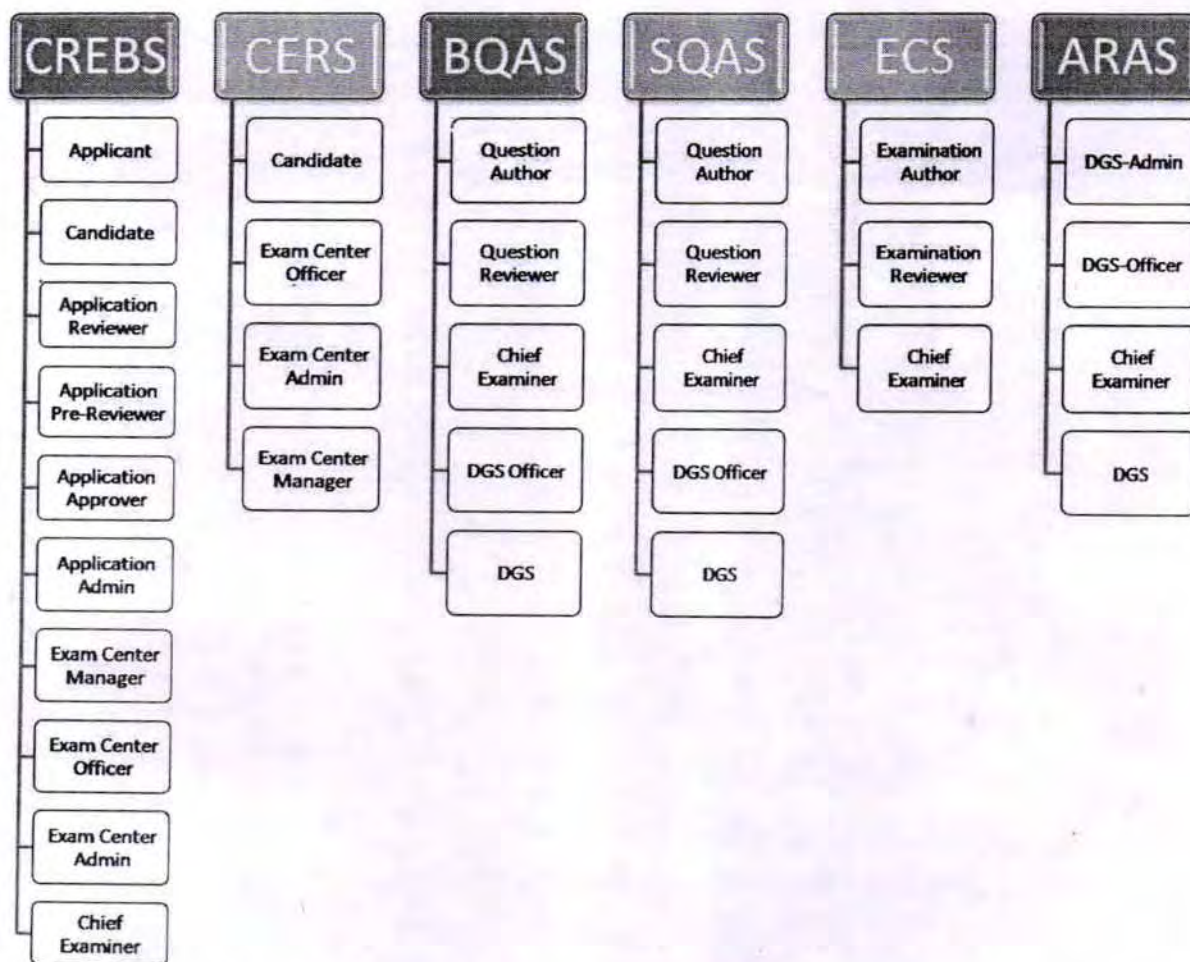 CREBS
Applicant
Candidate
Application
Reviewer
Application
Pre-Reviewer
Application
Approver
Application
Admin
Exam Center
Manager
Exam Center
Officer
Exam Center
Admin
Chief
Examiner
CERS
Candidate
Exam Center
Officer
Exam Center
Admin
Exam Center
Manager
BQAS
Question
Author
Question
Reviewer
Chief
Examiner
DGS Officer
DGS
SQAS
Question
Author
Question
Reviewer
Chief
Examiner
DGS Officer
DGS
ECS
Examination
Author
Examination
Reviewer
Chief
Examiner
ARAS
DGS-Admin
DGS-Officer
Chief
Examiner
DGS